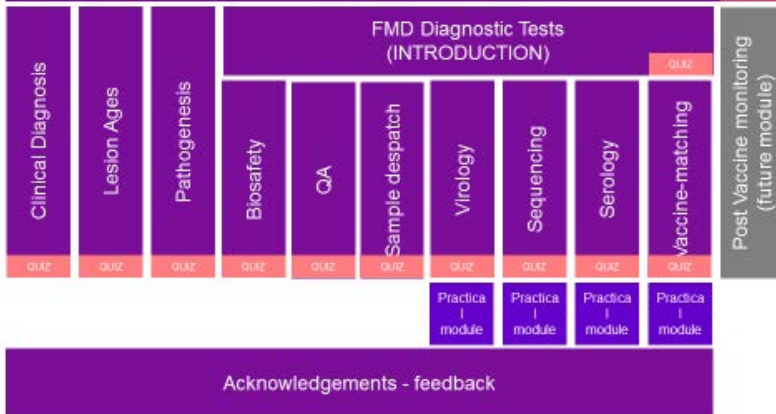 FMD Diagnostic Tests
(INTRODUCTION)
QUIZ
Clinical Diagnosis
Lesion Ages
Pathogenesis
Biosafety
QA
Sample despatch
Virology
Sequencing
Serology
Vaccine-matching
Post Vaccine monitoring
(future module)
QUIZ
QUIZ
QUIZ
QUIZ
QUIZ
QUIZ
QUIZ
QUIZ
QUIZ
QUIZ
Practica
l
module
Practica
l
module
Practica
l
module
Practica
l
module
Acknowledgements - feedback